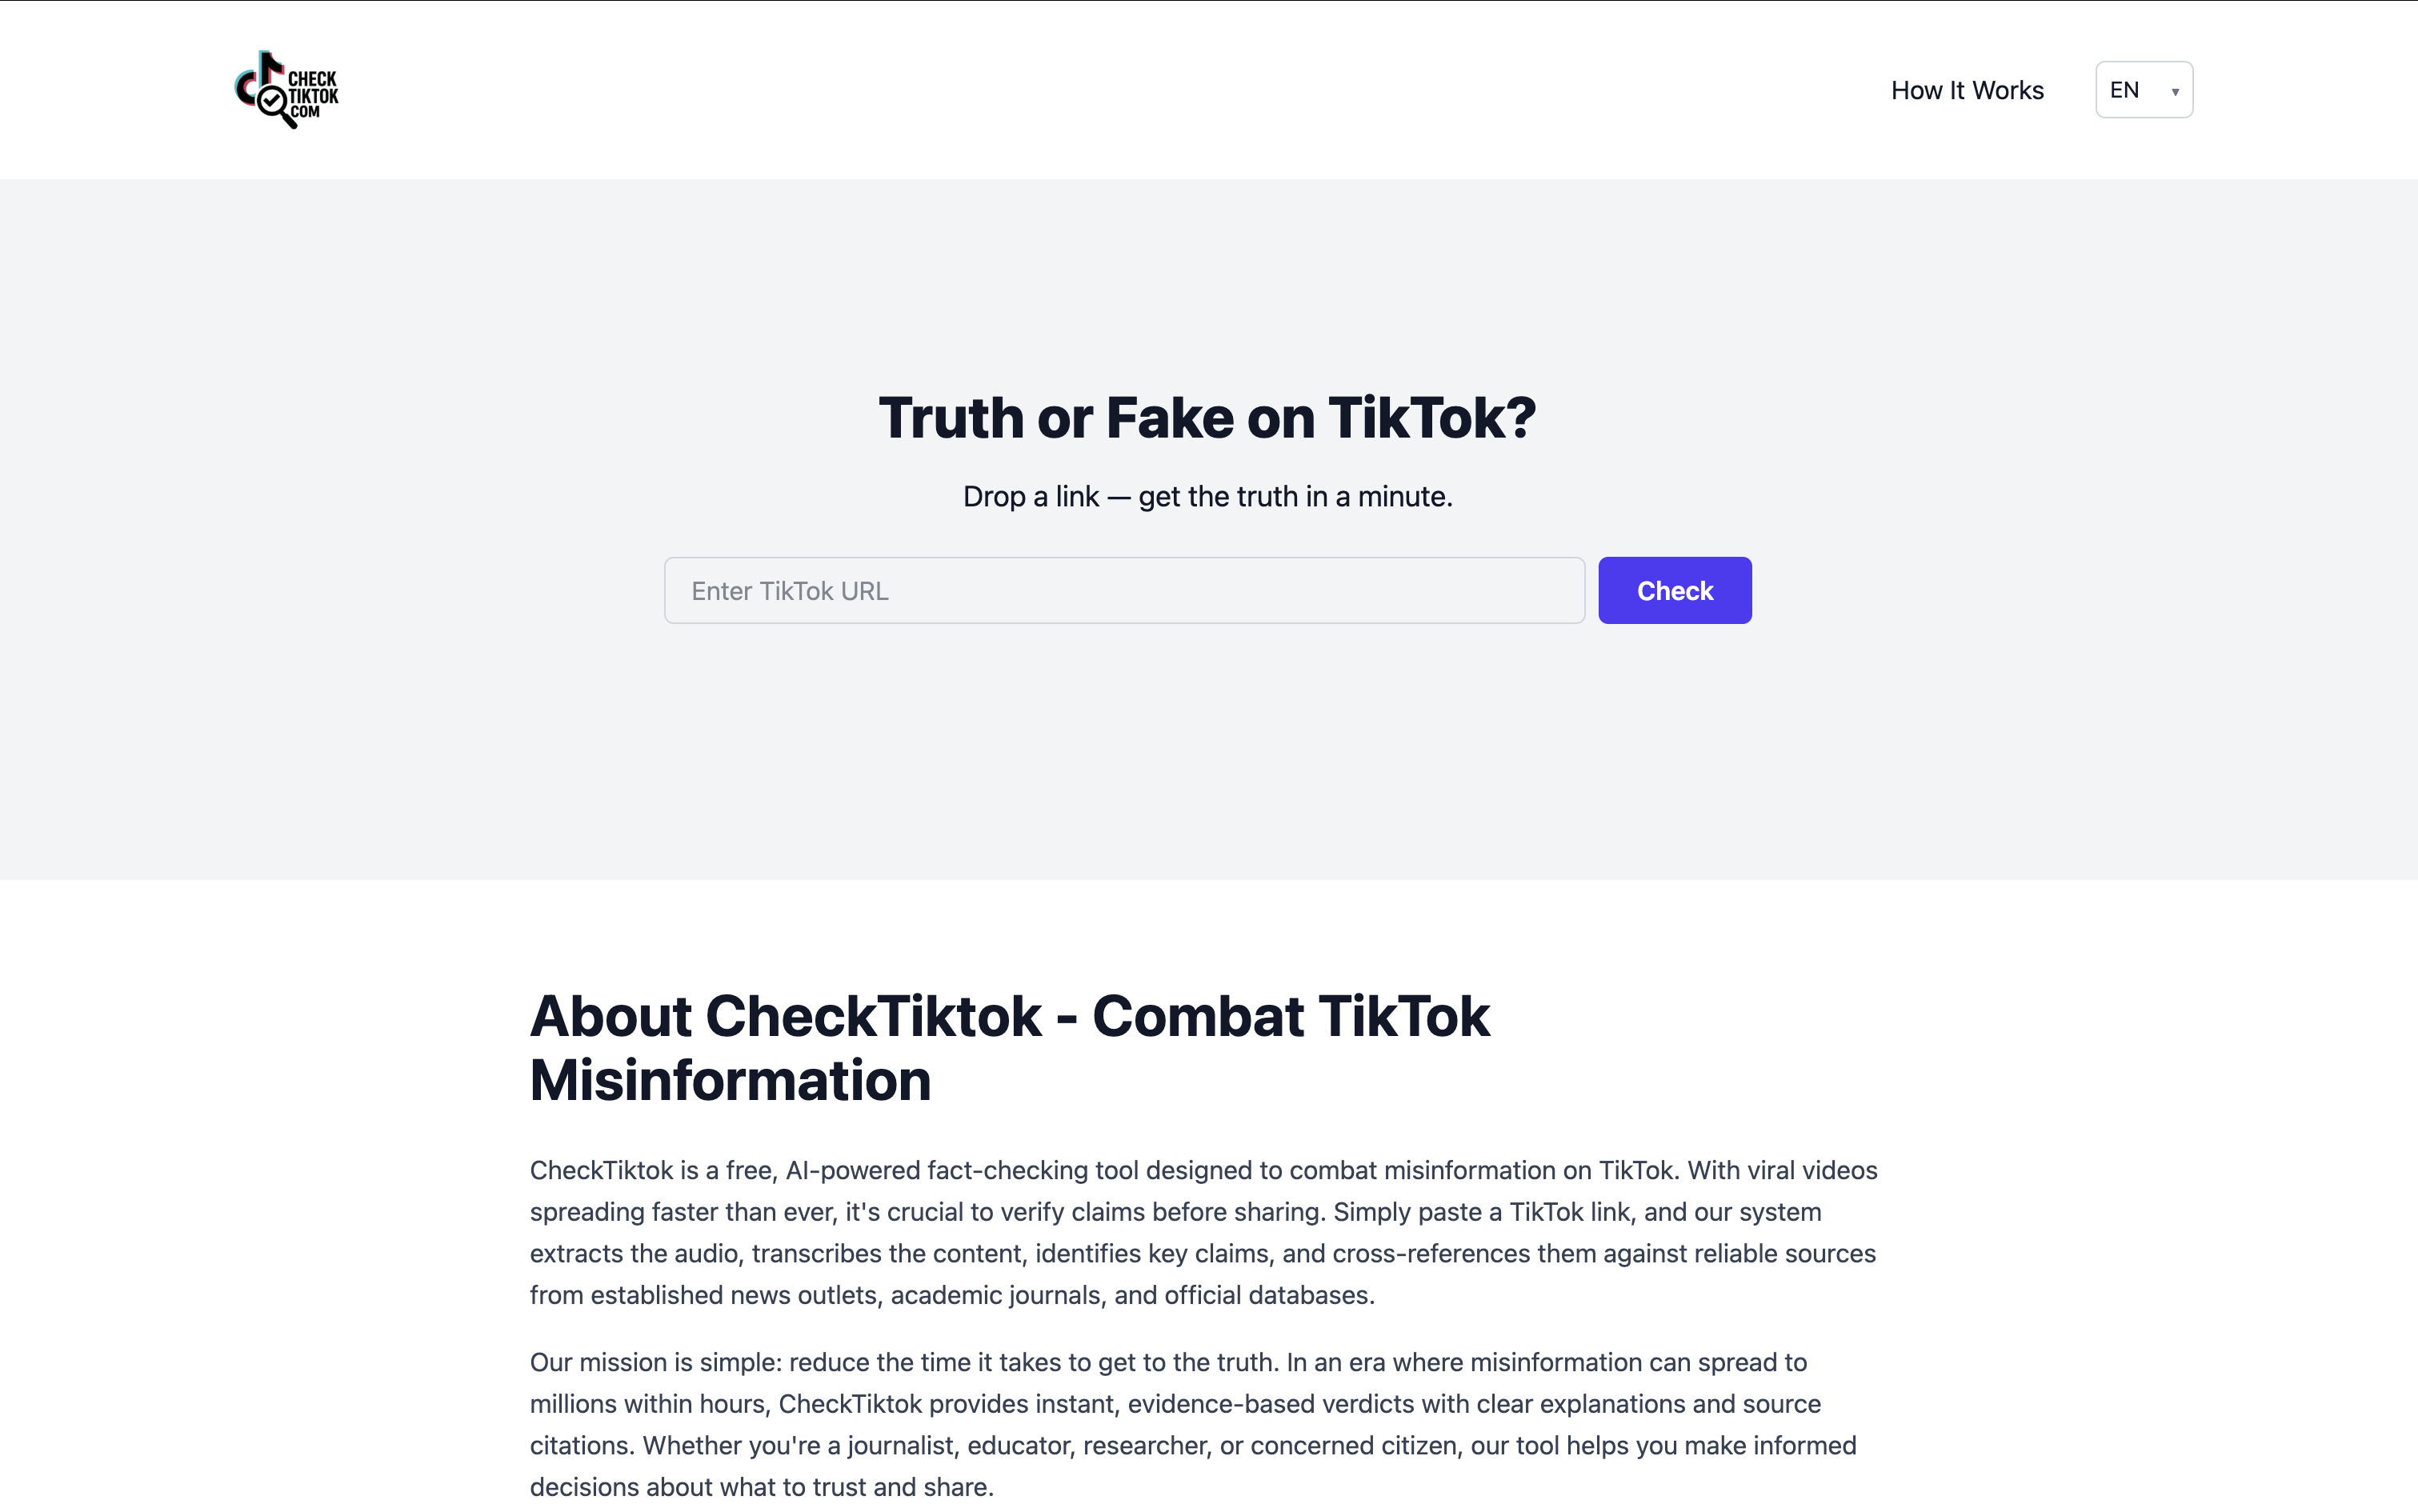 CHECK
TIKTOK
COM
How It Works
EN
Truth or Fake on TikTok?
Drop a link — get the truth in a minute.
Enter TikTok URL
Check
About CheckTiktok - Combat TikTok
Misinformation
CheckTiktok is a free, AI-powered fact-checking tool designed to combat misinformation on TikTok. With viral videos
spreading faster than ever, it's crucial to verify claims before sharing. Simply paste a TikTok link, and our system
extracts the audio, transcribes the content, identifies key claims, and cross-references them against reliable sources
from established news outlets, academic journals, and official databases.
Our mission is simple: reduce the time it takes to get to the truth. In an era where misinformation can spread to
millions within hours, CheckTiktok provides instant, evidence-based verdicts with clear explanations and source
citations. Whether you're a journalist, educator, researcher, or concerned citizen, our tool helps you make informed
decisions about what to trust and share.